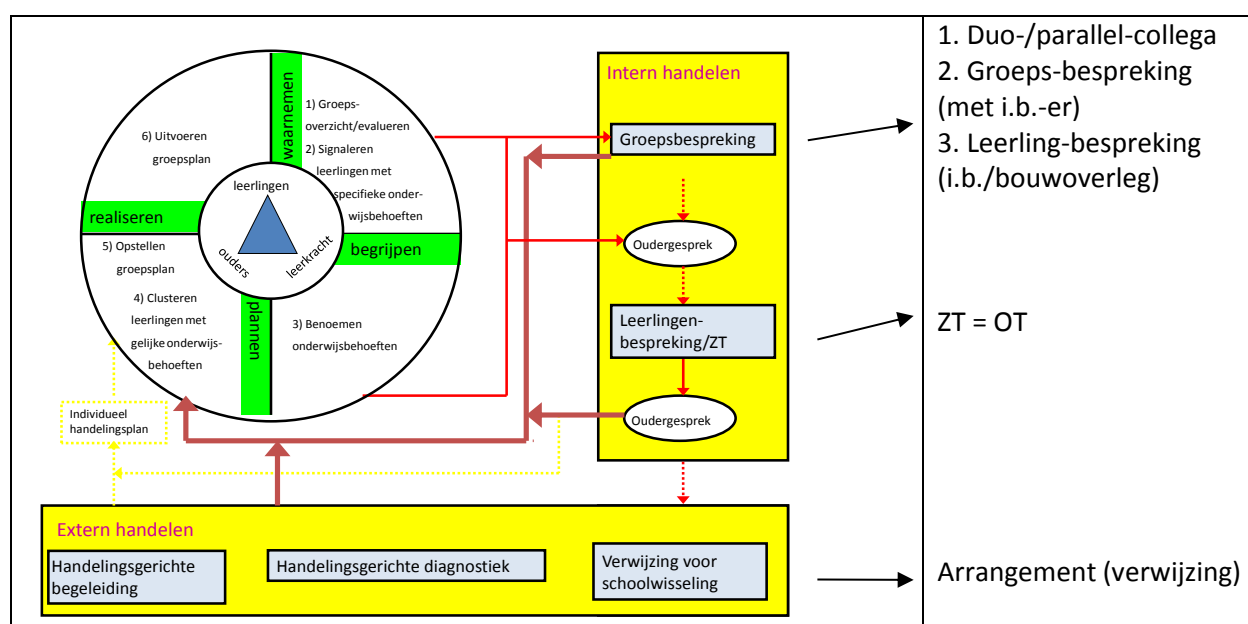 waarnemen
1) Groeps-
overzicht/evalueren
2) Signaleren
leerlingen met
specifieke onder-
wijsbehoeften
begrijpen
3) Benoemen
onderwijsbehoeften
plannen
4) Clusteren
leerlingen met
gelijke onderwijs-
behoeften
5) Opstellen
groepsplan
realiseren
6) Uitvoeren
groepsplan
leerlingen
ouders
leerkracht
Individueel
handelingsplan
Intern handelen
Groepsbespreking
Oudergesprek
Leerlingen-
bespreking/ZT
Oudergesprek
Extern handelen
Handelingsgerichte
begeleiding
Handelingsgerichte diagnostiek
Verwijzing voor
schoolwisseling
1. Duo-/parallel-collega
2. Groeps-bespreking
(met i.b.-er)
3. Leerling-bespreking
(i.b./bouwoverleg)
ZT = OT
Arrangement (verwijzing)